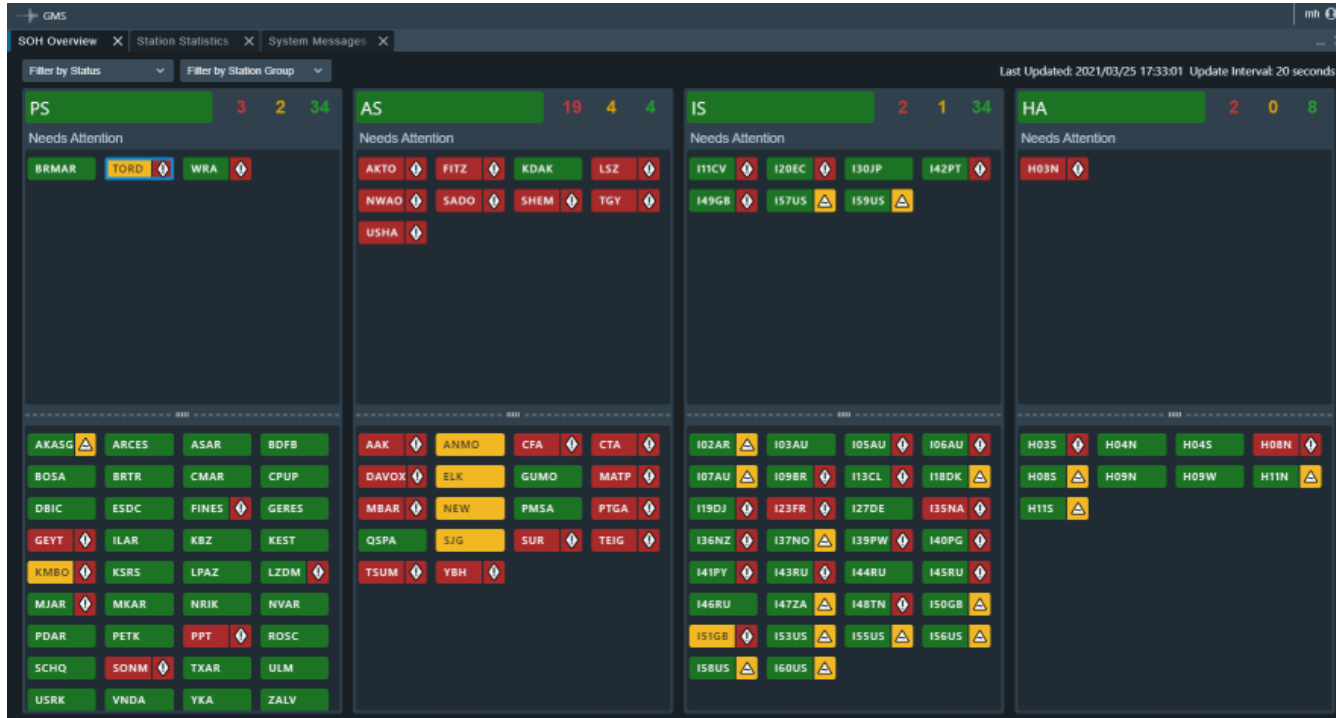 GMS
mh
SOH Overview Station Statistics System Messages
Filter by Status Filter by Station Group Last Updated: 2021/03/25 17:33:01 Update Interval: 20 seconds
PS 3 2 34
Needs Attention
BRMAR TORD WRA
AKASG ARCES ASAR BDFB
BOSA BRTR CMAR CPUP
DBIC ESDC FINES GERES
GEYT ILAR KBZ KEST
KMBO KSRS LPAZ LZDM
MJAR MKAR NRIK NVAR
PDAR PETK PPT ROSC
SCHQ SONM TXAR ULM
USRK VNDA YKA ZALV
AS 19 4 4
Needs Attention
AKTO FITZ KDAK LSZ
NWAO SADO SHEM TGY
USHA
AAK ANMO CFA CTA
DAVOX ELK GUMO MATP
MBAR NEW PMSA PTGA
QSPA SJG SUR TEIG
TSUM YBH
IS 2 1 34
Needs Attention
I11CV I20EC I30JP I42PT
I49GB I57US I59US
I02AR I03AU I05AU I06AU
I07AU I09BR I13CL I18DK
I19DJ I23FR I27DE I35NA
I36NZ I37NO I39PW I40PG
I41PY I43RU I44RU I45RU
I46RU I47ZA I48TN I50GB
I51GB I53US I55US I56US
I58US I60US
HA 2 0 8
Needs Attention
H03N
H03S H04N H04S H08N
H08S H09N H09W H11N
H11S